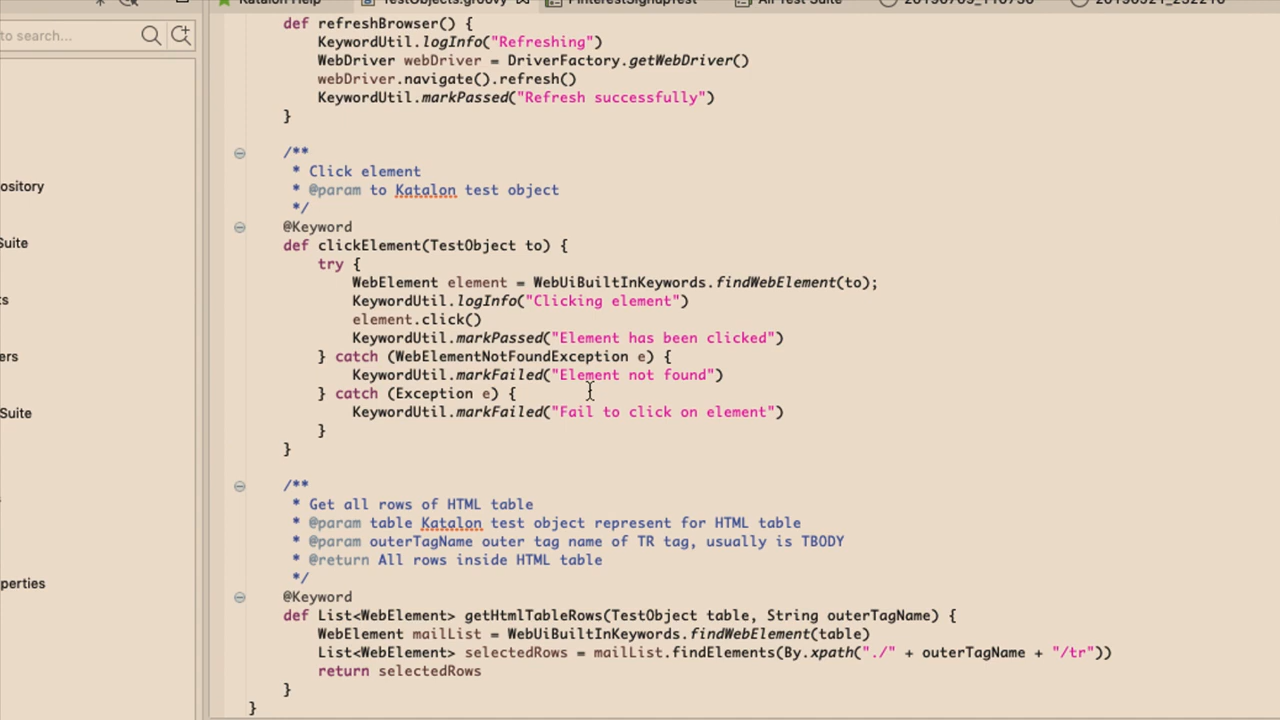 Katalon Help
TestObjects.groovy
PinterestSignupTest
All Test Suite
to search...
ository
Suite
ts
ers
Suite
perties
def refreshBrowser() {
KeywordUtil.logInfo("Refreshing")
WebDriver webDriver = DriverFactory.getWebDriver()
webDriver.navigate().refresh()
KeywordUtil.markPassed("Refresh successfully")
}
/**
* Click element
* @param to Katalon test object
*/
@Keyword
def clickElement(TestObject to) {
try {
WebElement element = WebUiBuiltInKeywords.findWebElement(to);
KeywordUtil.logInfo("Clicking element")
element.click()
KeywordUtil.markPassed("Element has been clicked")
} catch (WebElementNotFoundException e) {
KeywordUtil.markFailed("Element not found")
} catch (Exception e) {
KeywordUtil.markFailed("Fail to click on element")
}
}
/**
* Get all rows of HTML table
* @param table Katalon test object represent for HTML table
* @param outerTagName outer tag name of TR tag, usually is TBODY
* @return All rows inside HTML table
*/
@Keyword
def List<WebElement> getHtmlTableRows(TestObject table, String outerTagName) {
WebElement mailList = WebUiBuiltInKeywords.findWebElement(table)
List<WebElement> selectedRows = mailList.findElements(By.xpath("./" + outerTagName + "/tr"))
return selectedRows
}
}